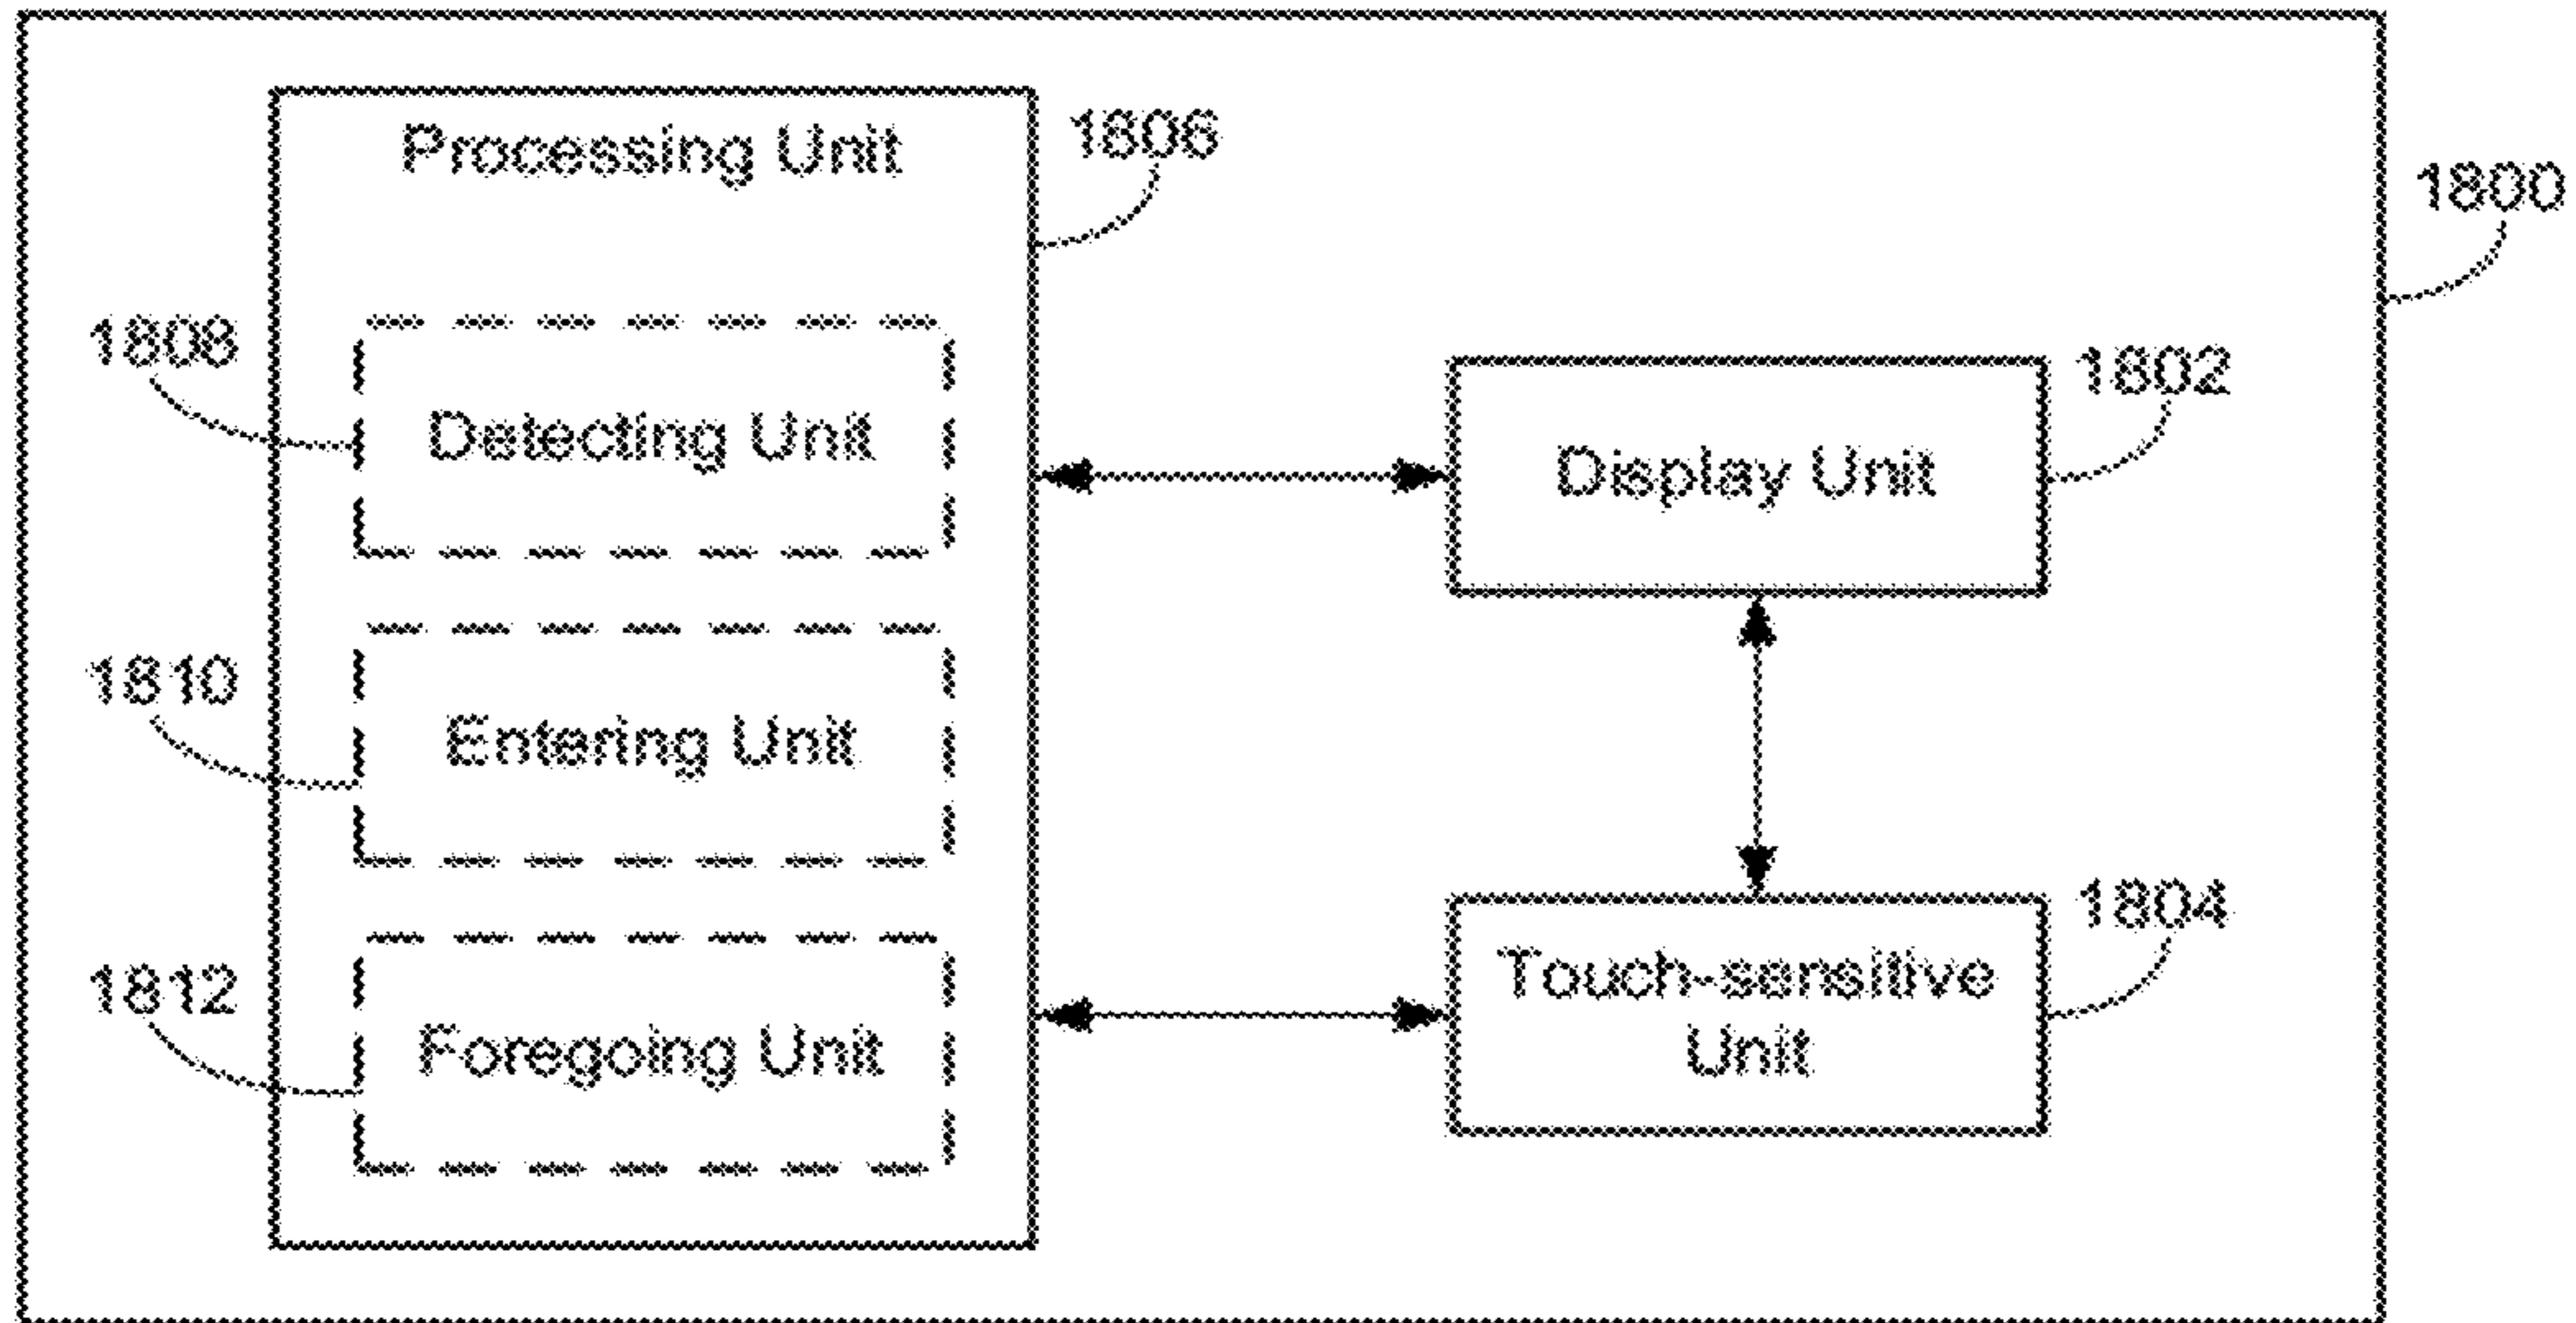 Processing Unit
1806
1800
1808
Detecting Unit
1802
Display Unit
1810
Entering Unit
1804
Touch-sensitive
Unit
1812
Foregoing Unit